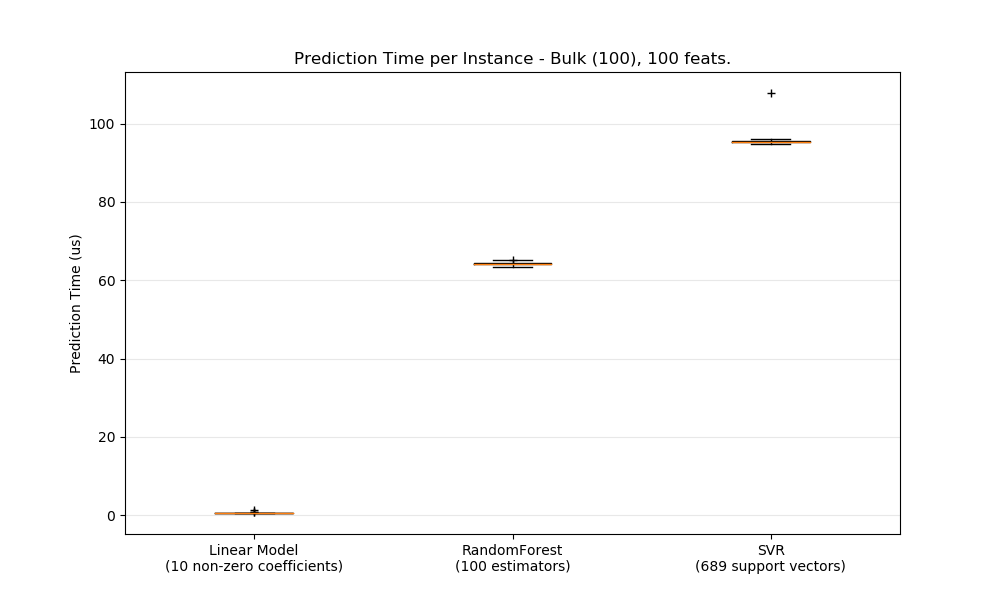 Prediction Time per Instance - Bulk (100), 100 feats.
Prediction Time (us)
100
80
60
40
20
0
Linear Model
(10 non-zero coefficients)
RandomForest
(100 estimators)
SVR
(689 support vectors)